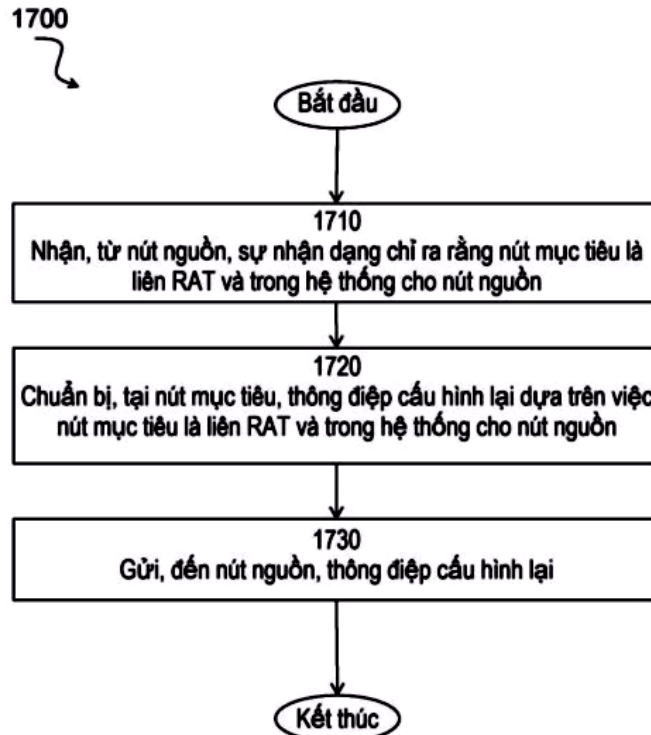 1700
Bắt đầu
1710
Nhận, từ nút nguồn, sự nhận dạng chỉ ra rằng nút mục tiêu là
liên RAT và trong hệ thống cho nút nguồn
1720
Chuẩn bị, tại nút mục tiêu, thông điệp cấu hình lại dựa trên việc
nút mục tiêu là liên RAT và trong hệ thống cho nút nguồn
1730
Gửi, đến nút nguồn, thông điệp cấu hình lại
Kết thúc